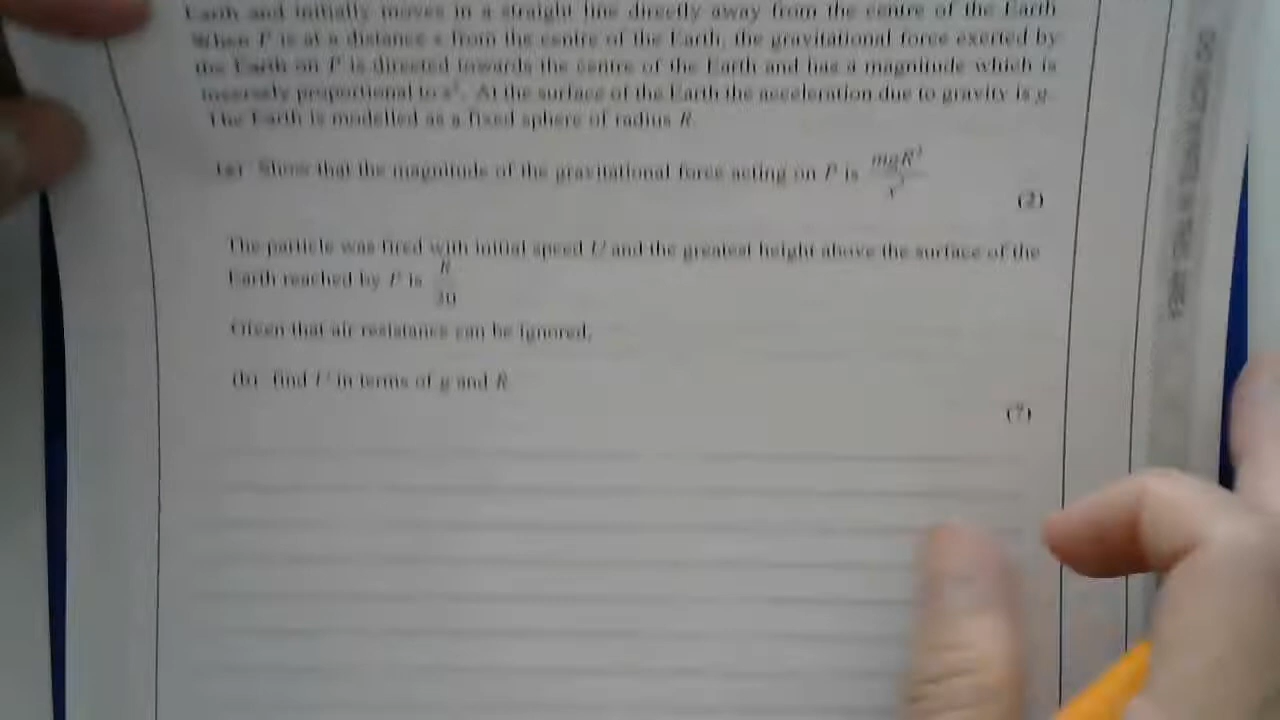 Earth and initially moves in a straight line directly away from the centre of the Earth
When P is at a distance x from the centre of the Earth, the gravitational force exerted by
the Earth on P is directed towards the centre of the Earth and has a magnitude which is
inversely proportional to x². At the surface of the Earth the acceleration due to gravity is g.
The Earth is modelled as a fixed sphere of radius R.
(a) Show that the magnitude of the gravitational force acting on P is mgR²/x²
(2)
The particle was fired with initial speed U and the greatest height above the surface of the
Earth reached by P is R/20
Given that air resistance can be ignored,
(b) find U in terms of g and R
(7)